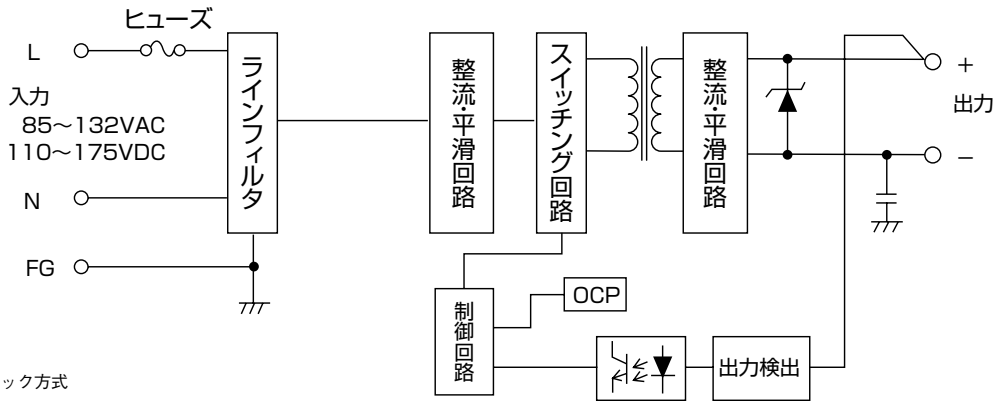 ヒューズ
L
入力
85～132VAC
110～175VDC
N
FG
ラインフィルタ
整流・平滑回路
スイッチング回路
整流・平滑回路
+
出力
−
制御回路
OCP
出力検出
ック方式